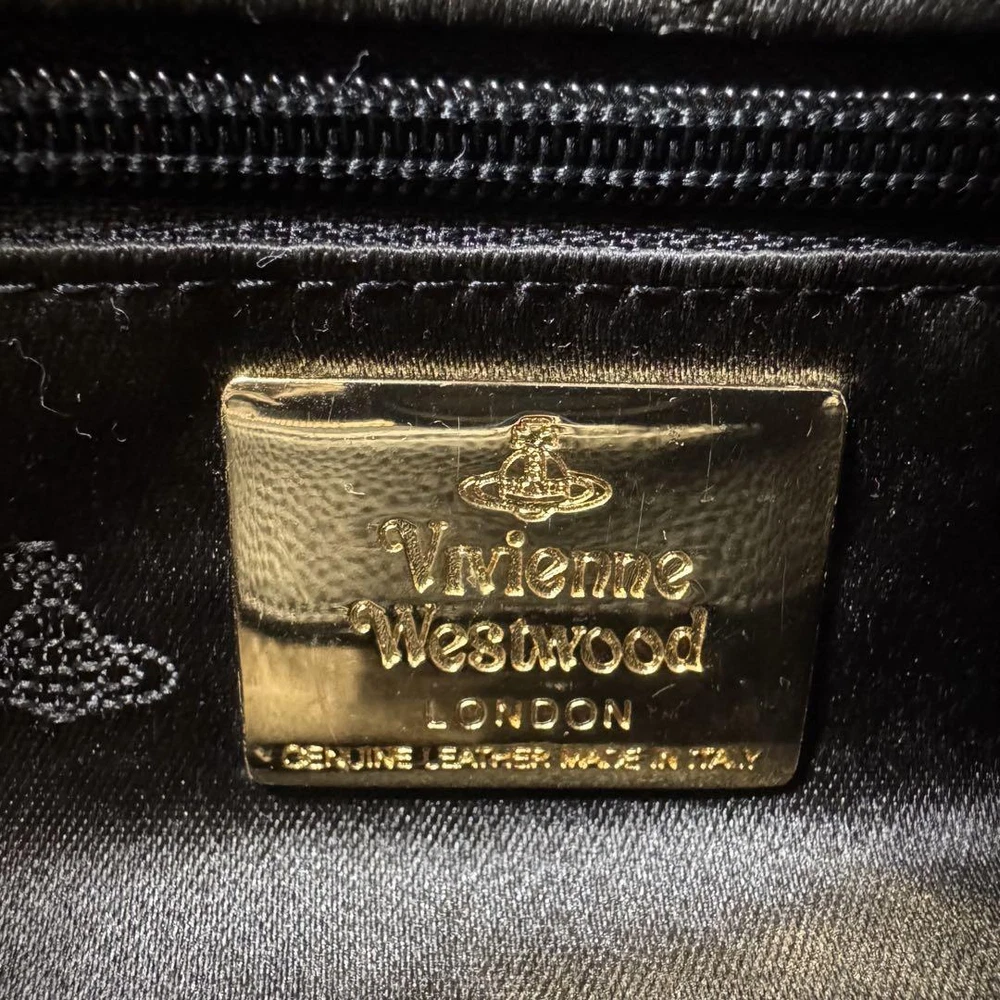 Vivienne
Westwood
LONDON
GENUINE LEATHER MADE IN ITALY